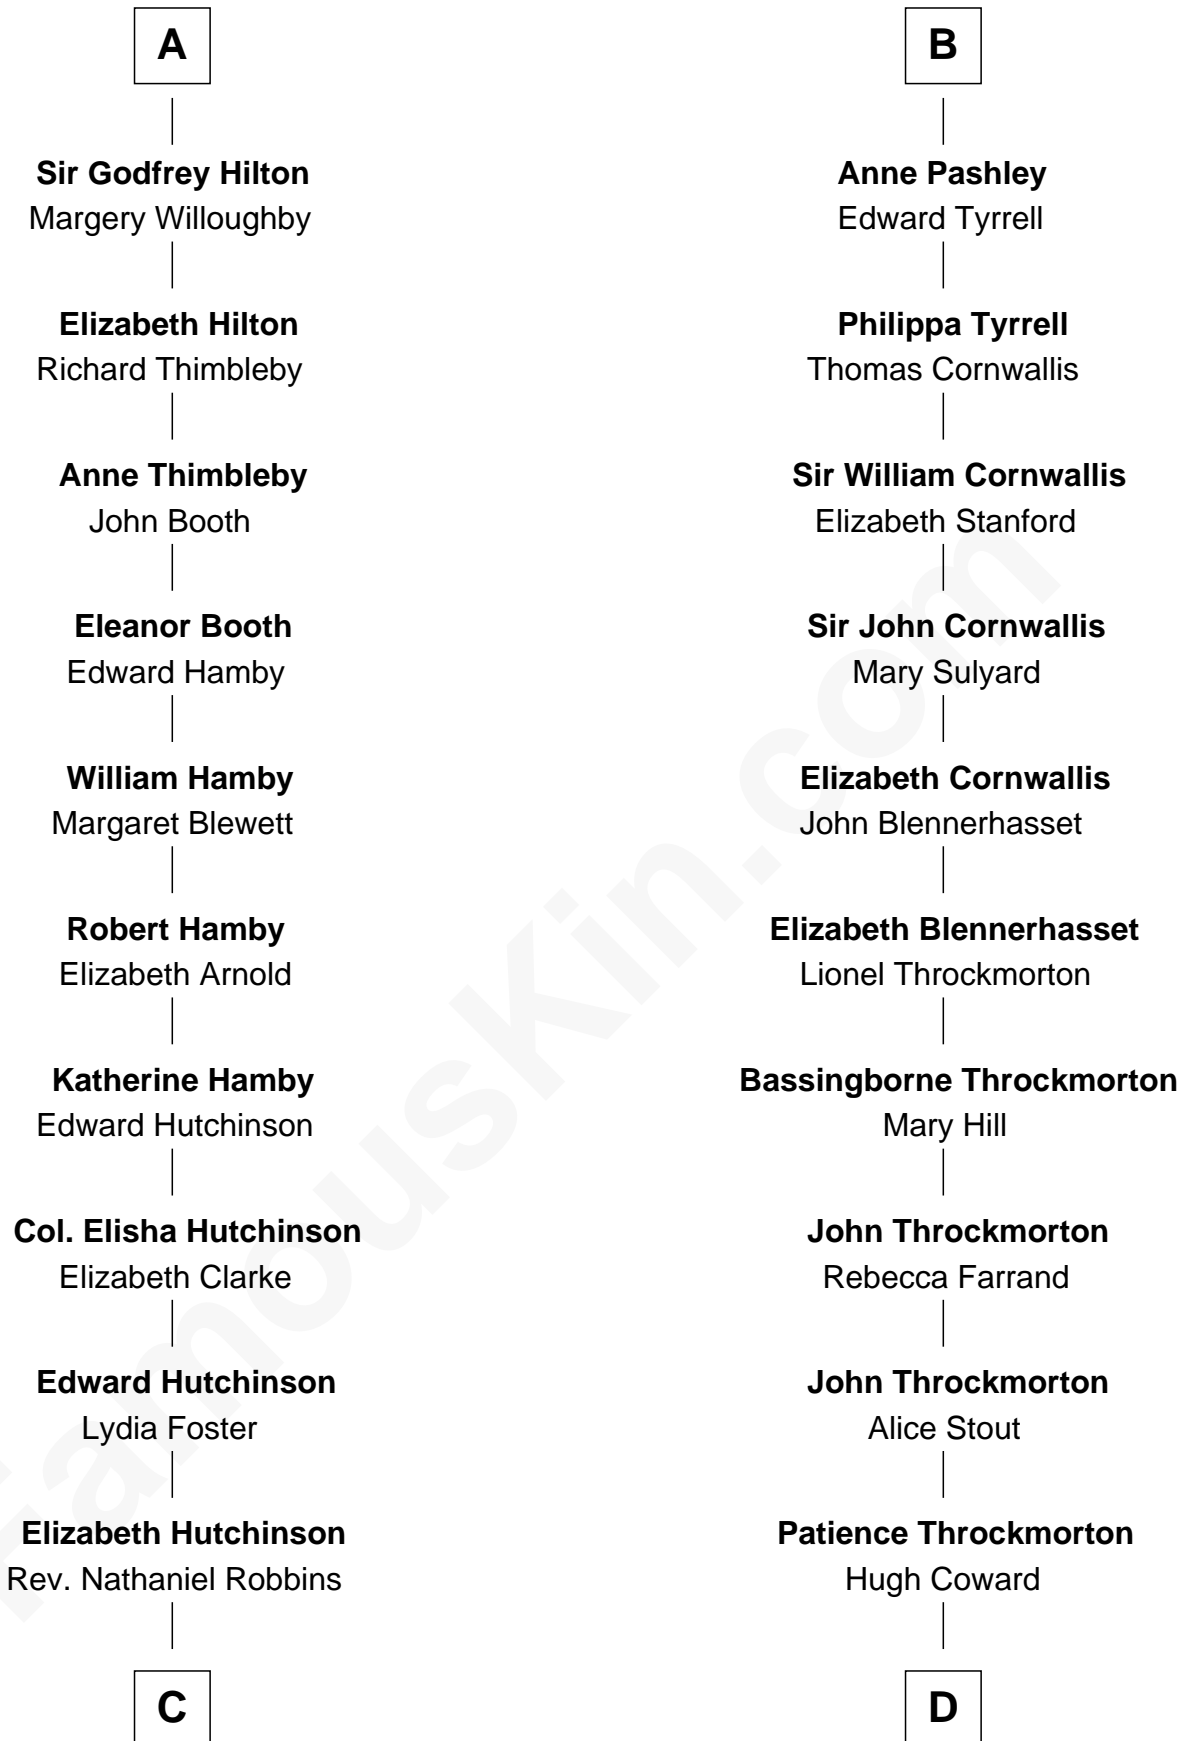 A
Sir Godfrey Hilton
Margery Willoughby
Elizabeth Hilton
Richard Thimbleby
Anne Thimbleby
John Booth
Eleanor Booth
Edward Hamby
William Hamby
Margaret Blewett
Robert Hamby
Elizabeth Arnold
Katherine Hamby
Edward Hutchinson
Col. Elisha Hutchinson
Elizabeth Clarke
Edward Hutchinson
Lydia Foster
Elizabeth Hutchinson
Rev. Nathaniel Robbins
C
B
Anne Pashley
Edward Tyrrell
Philippa Tyrrell
Thomas Cornwallis
Sir William Cornwallis
Elizabeth Stanford
Sir John Cornwallis
Mary Sulyard
Elizabeth Cornwallis
John Blennerhasset
Elizabeth Blennerhasset
Lionel Throckmorton
Bassingborne Throckmorton
Mary Hill
John Throckmorton
Rebecca Farrand
John Throckmorton
Alice Stout
Patience Throckmorton
Hugh Coward
D
FamousKin.com